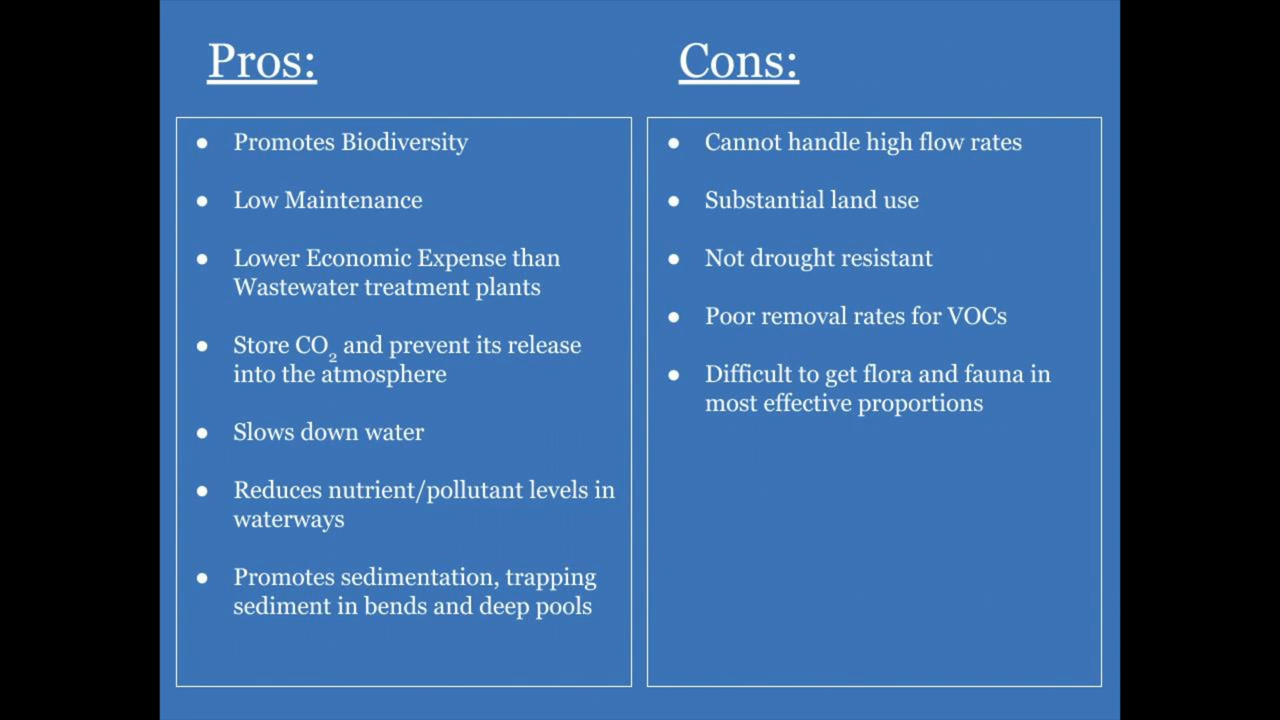 Pros:
● Promotes Biodiversity
● Low Maintenance
● Lower Economic Expense than
Wastewater treatment plants
● Store CO₂ and prevent its release
into the atmosphere
● Slows down water
● Reduces nutrient/pollutant levels in
waterways
● Promotes sedimentation, trapping
sediment in bends and deep pools
Cons:
● Cannot handle high flow rates
● Substantial land use
● Not drought resistant
● Poor removal rates for VOCs
● Difficult to get flora and fauna in
most effective proportions